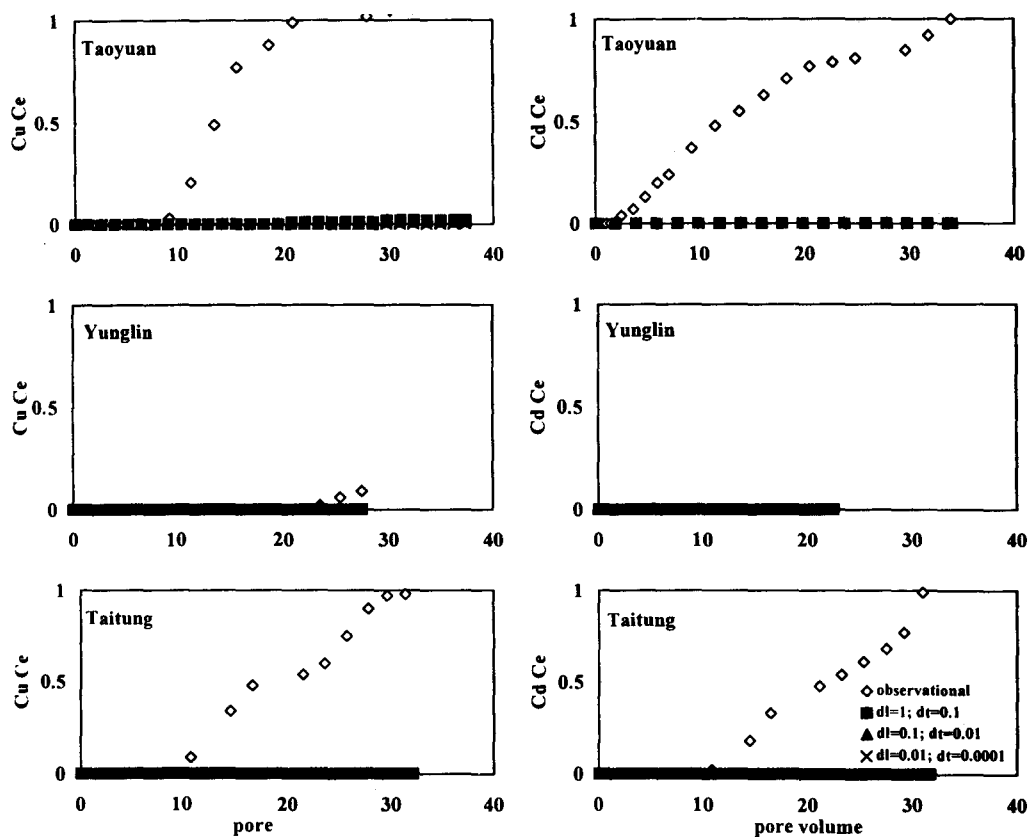 Taoyuan
Cu Ce
1
0.5
0
0 10 20 30 40
Taoyuan
Cd Ce
1
0.5
0
0 10 20 30 40
Yunglin
Cu Ce
1
0.5
0
0 10 20 30 40
Yunglin
Cd Ce
1
0.5
0
0 10 20 30 40
Taitung
Cu Ce
1
0.5
0
0 10 20 30 40
pore
Taitung
Cd Ce
1
0.5
0
observational
dl=1; dt=0.1
dl=0.1; dt=0.01
dl=0.01; dt=0.0001
0 10 20 30 40
pore volume